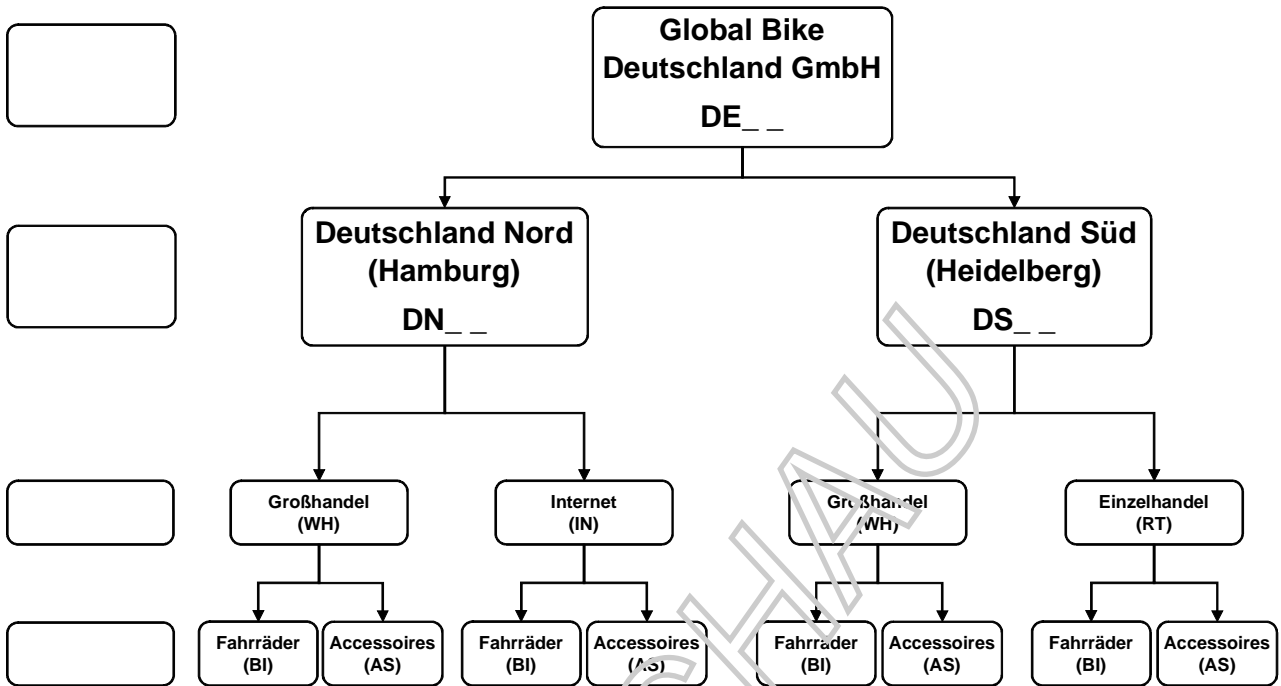 Global Bike
Deutschland GmbH
DE_ _
Deutschland Nord
(Hamburg)
DN_ _
Deutschland Süd
(Heidelberg)
DS_ _
Großhandel
(WH)
Internet
(IN)
Großhandel
(WH)
Einzelhandel
(RT)
Fahrräder
(BI)
Accessoires
(AS)
Fahrräder
(BI)
Accessoires
(AS)
Fahrräder
(BI)
Accessoires
(AS)
Fahrräder
(BI)
Accessoires
(AS)
CHAU